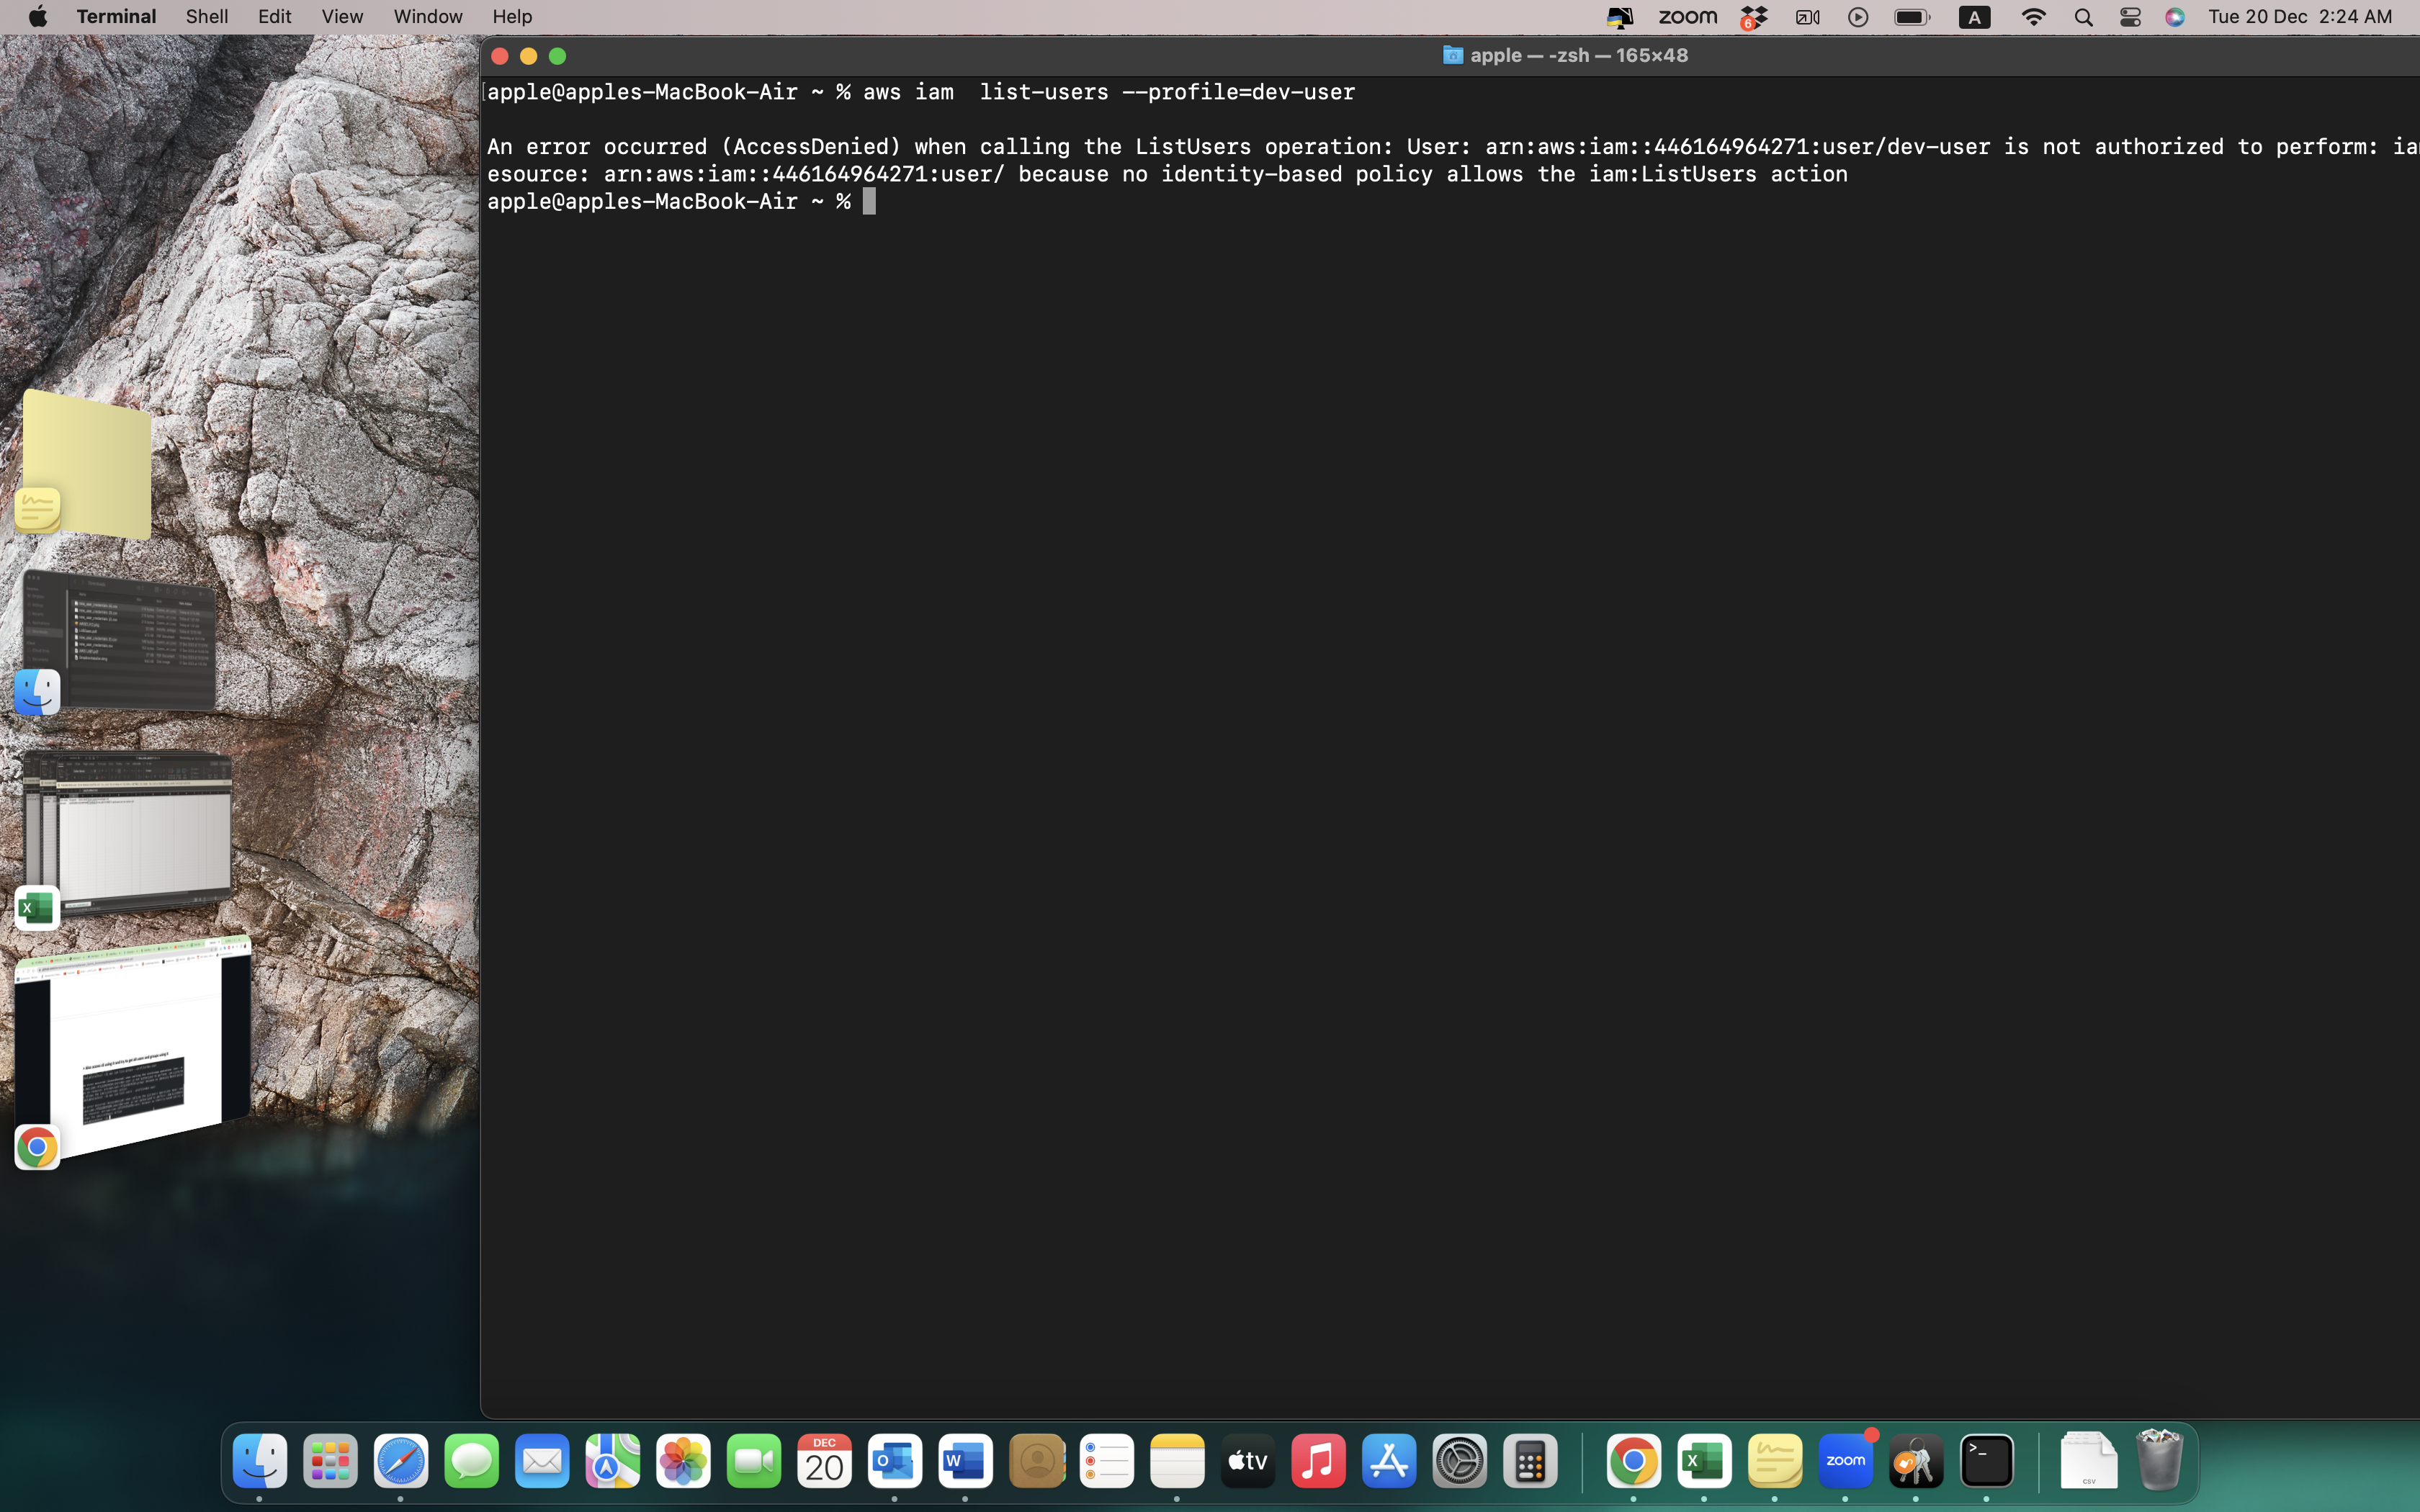 Terminal Shell Edit View Window Help
zoom
6
A
Tue 20 Dec 2:24 AM
apple — -zsh — 165×48
apple@apples-MacBook-Air ~ % aws iam  list-users --profile=dev-user
An error occurred (AccessDenied) when calling the ListUsers operation: User: arn:aws:iam::446164964271:user/dev-user is not authorized to perform:
esource: arn:aws:iam::446164964271:user/ because no identity-based policy allows the iam:ListUsers action
apple@apples-MacBook-Air ~ %
X
DEC
20
O
W
tv
X
zoom
>_
CSV